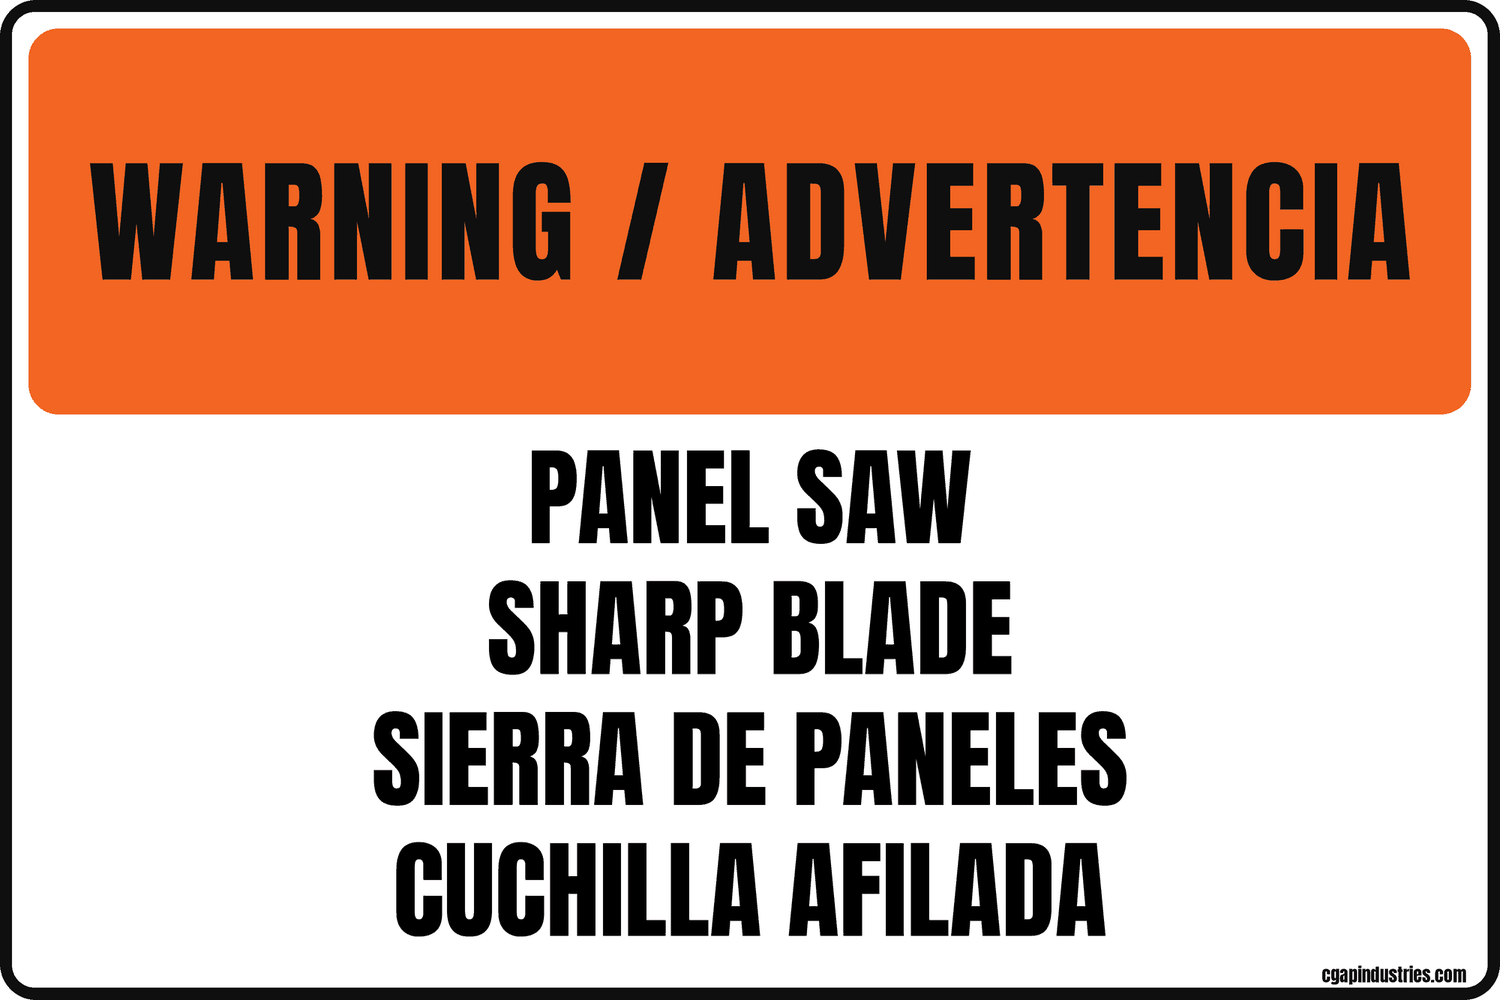 WARNING / ADVERTENCIA
PANEL SAW
SHARP BLADE
SIERRA DE PANELES
CUCHILLA AFILADA
cgapindustries.com